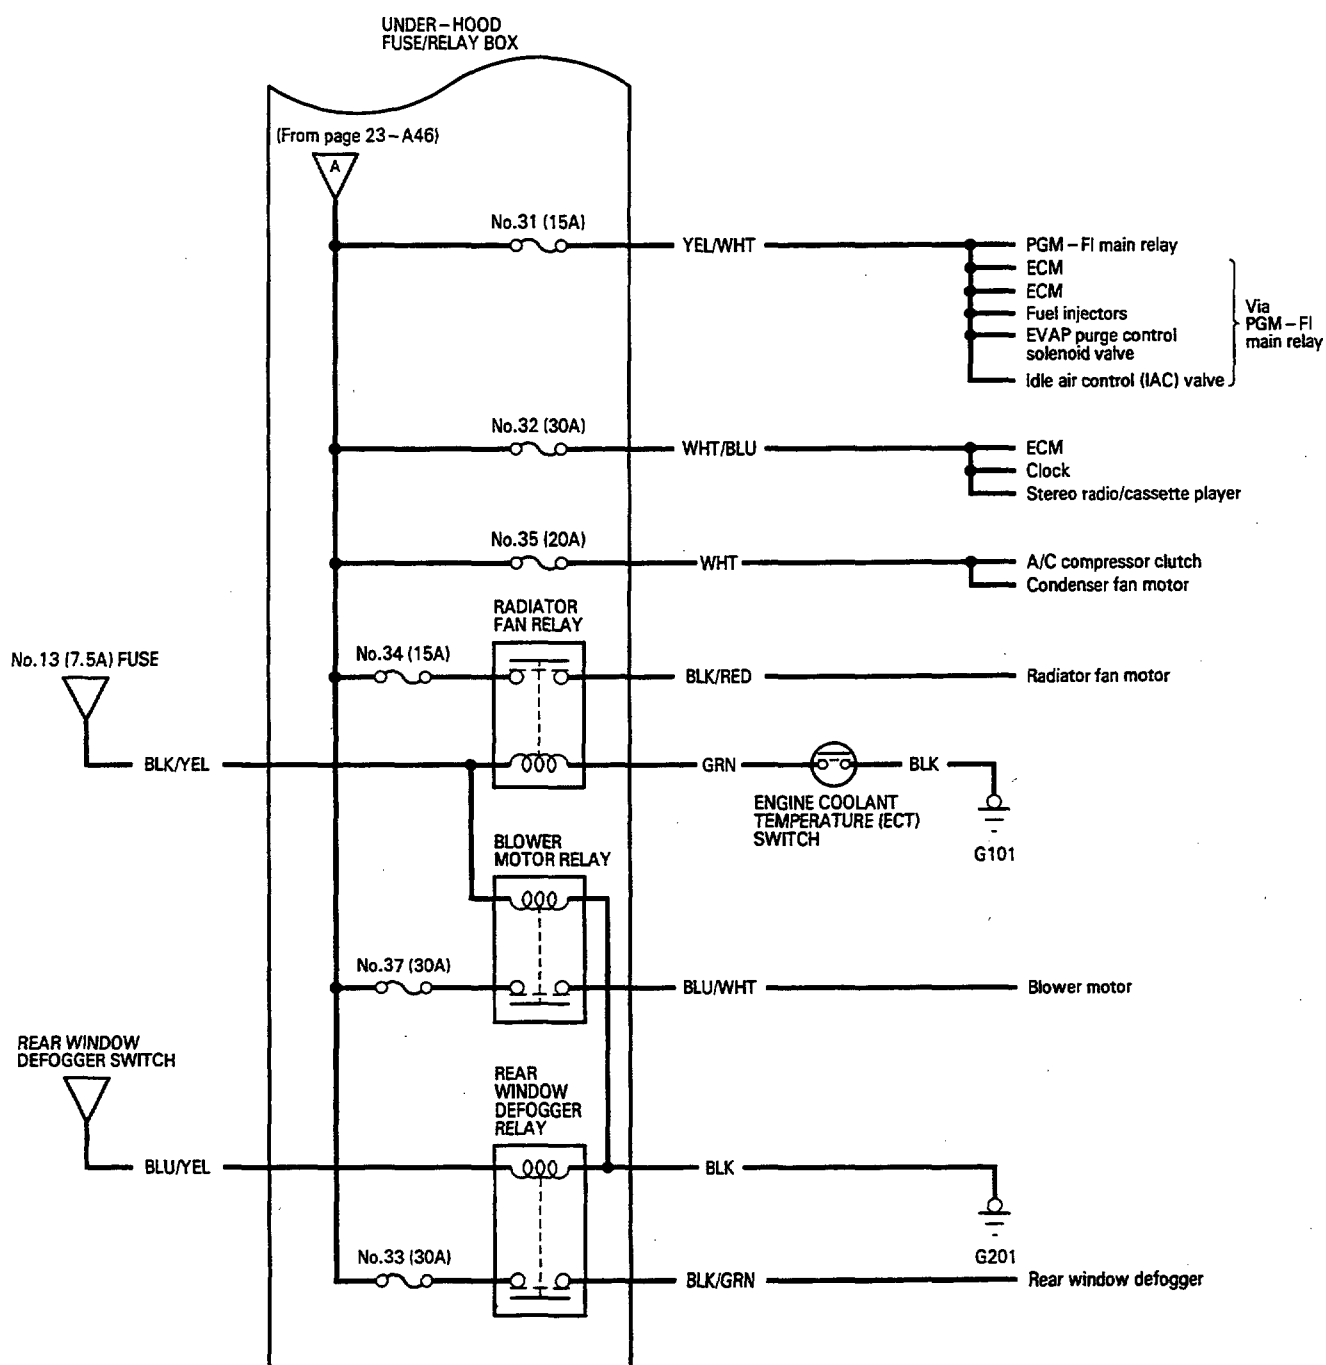 UNDER-HOOD
FUSE/RELAY BOX
(From page 23-A46)
A
No.31 (15A)
YEL/WHT
PGM-FI main relay
ECM
ECM
Fuel injectors
EVAP purge control
solenoid valve
Idle air control (IAC) valve
Via
PGM-FI
main relay
No.32 (30A)
WHT/BLU
ECM
Clock
Stereo radio/cassette player
No.35 (20A)
WHT
A/C compressor clutch
Condenser fan motor
RADIATOR
FAN RELAY
No.13 (7.5A) FUSE
No.34 (15A)
BLK/RED
Radiator fan motor
BLK/YEL
GRN
BLK
ENGINE COOLANT
TEMPERATURE (ECT)
SWITCH
G101
BLOWER
MOTOR RELAY
No.37 (30A)
BLU/WHT
Blower motor
REAR WINDOW
DEFOGGER SWITCH
REAR
WINDOW
DEFOGGER
RELAY
BLU/YEL
BLK
G201
No.33 (30A)
BLK/GRN
Rear window defogger